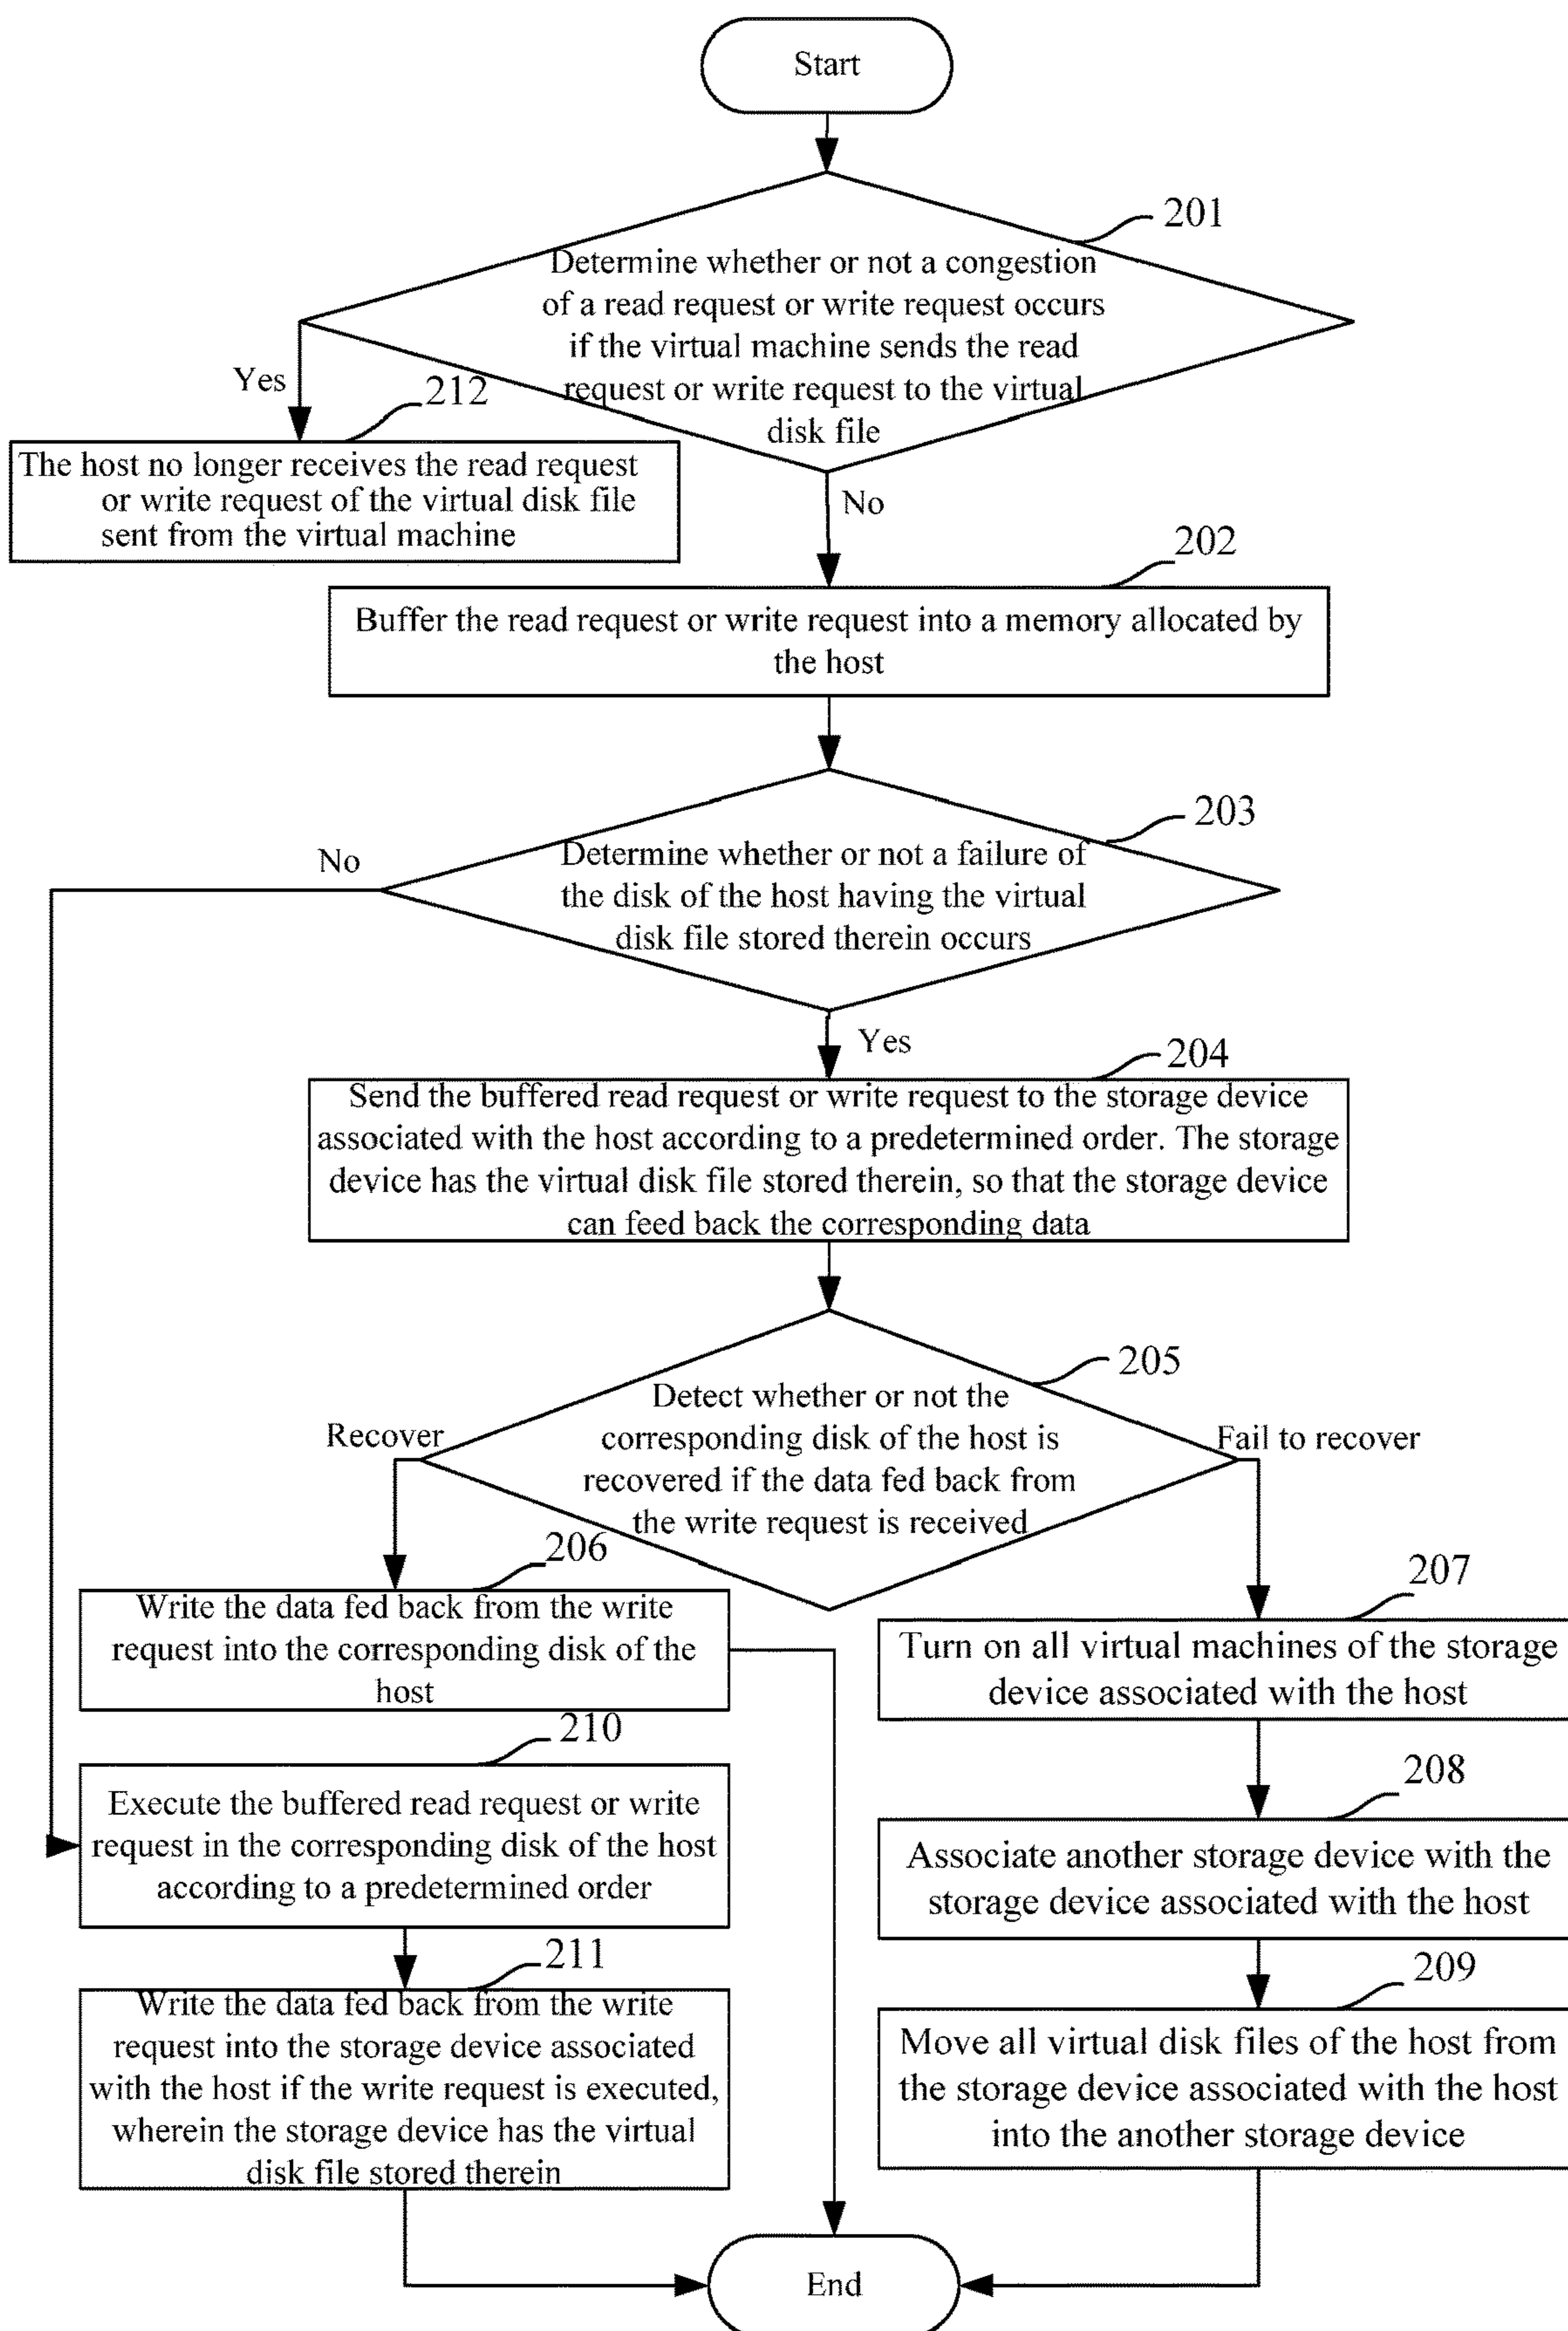 Start
201
Determine whether or not a congestion
of a read request or write request occurs
if the virtual machine sends the read
request or write request to the virtual
disk file
Yes
212
The host no longer receives the read request
or write request of the virtual disk file
sent from the virtual machine
No
202
Buffer the read request or write request into a memory allocated by
the host
203
No
Determine whether or not a failure of
the disk of the host having the virtual
disk file stored therein occurs
Yes
204
Send the buffered read request or write request to the storage device
associated with the host according to a predetermined order. The storage
device has the virtual disk file stored therein, so that the storage device
can feed back the corresponding data
205
Detect whether or not the
corresponding disk of the host is
recovered if the data fed back from
the write request is received
Recover
Fail to recover
206
Write the data fed back from the write
request into the corresponding disk of the
host
207
Turn on all virtual machines of the storage
device associated with the host
210
Execute the buffered read request or write
request in the corresponding disk of the host
according to a predetermined order
208
Associate another storage device with the
storage device associated with the host
211
Write the data fed back from the write
request into the storage device associated
with the host if the write request is executed,
wherein the storage device has the virtual
disk file stored therein
209
Move all virtual disk files of the host from
the storage device associated with the host
into the another storage device
End